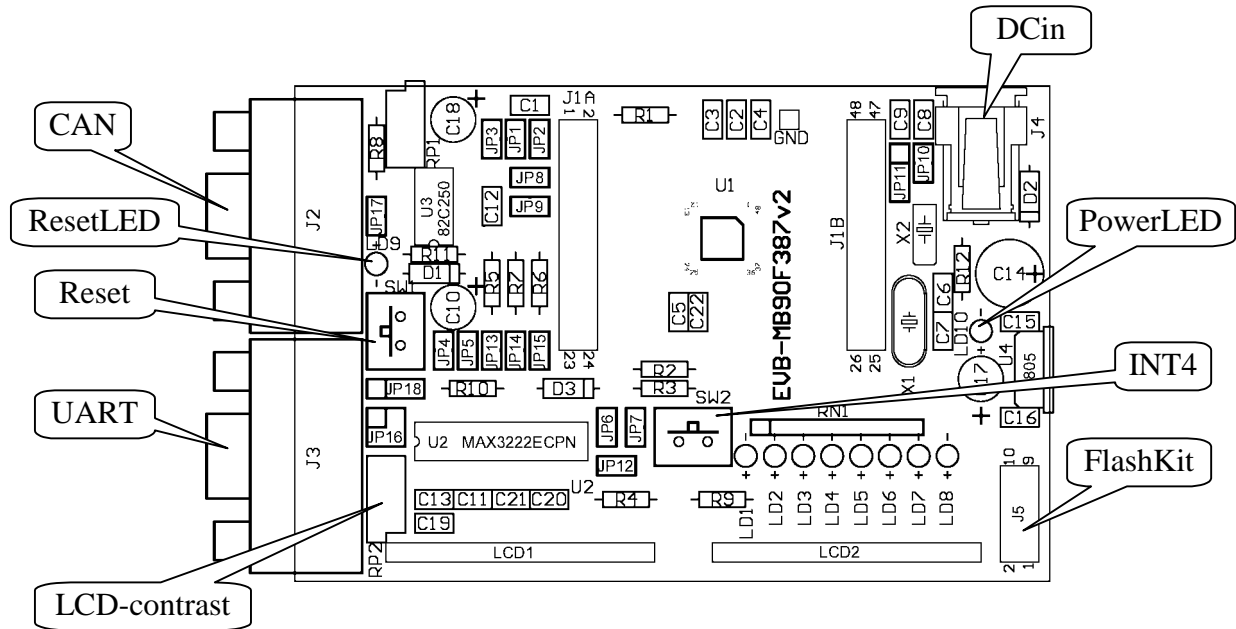 DCin
CAN
ResetLED
Reset
UART
LCD-contrast
PowerLED
INT4
FlashKit
J2
J3
R8
RP1
C18
C1
J1A
1
2
R1
C3
C2
C4
GND
48
47
C9
C8
J4
JP3
JP1
JP2
JP11
JP10
D2
JP17
U3
82C250
C12
JP8
JP9
U1
J1B
X2
LD9
R11
D1
R5
R7
R6
R12
C14
SW1
C10
C5
C22
C6
C7
LD10
C15
JP4
JP5
JP13
JP14
JP15
23
24
EVB-MB90F387v2
26
25
X1
U4
805
17
C16
JP18
R10
D3
R2
R3
SW2
RN1
JP16
U2 MAX3222ECPN
JP6
JP7
JP12
U2
C13
C11
C21
C20
C19
R4
R9
LD1
LD2
LD3
LD4
LD5
LD6
LD7
LD8
10
9
J5
2
1
RP2
LCD1
LCD2